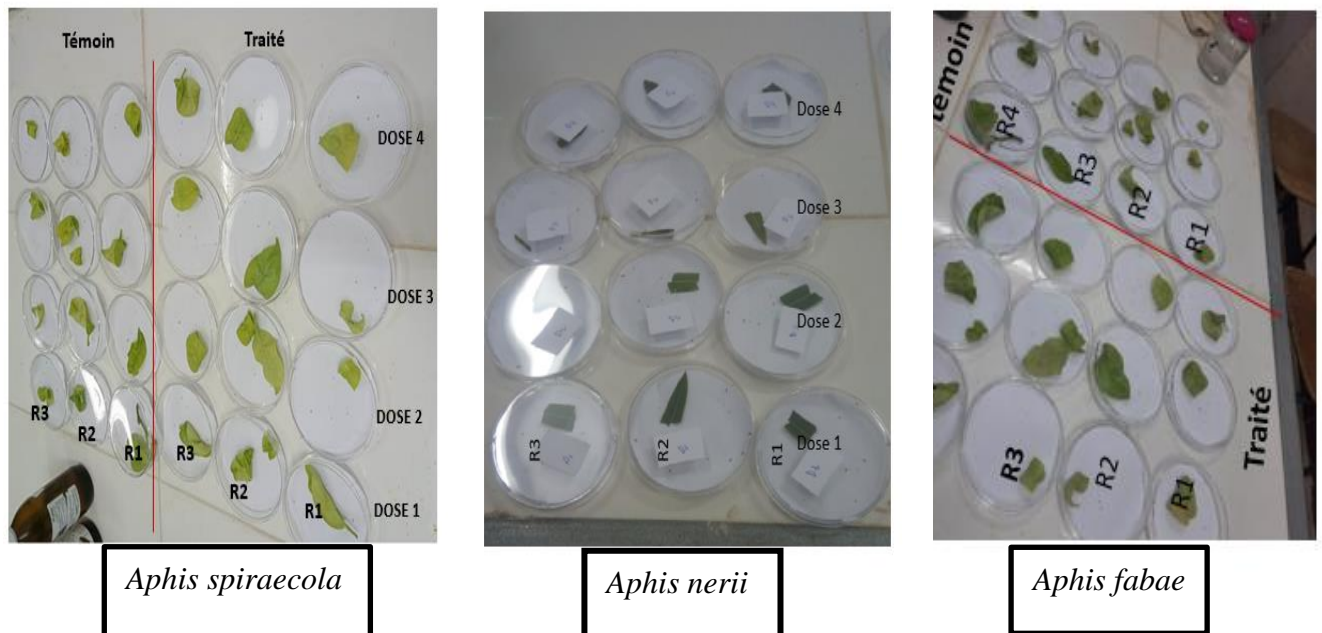 Témoin
Traité
DOSE 4
DOSE 3
DOSE 2
DOSE 1
R3
R2
R1
R3
R2
R1
Aphis spiraecola
Dose 4
Dose 3
Dose 2
Dose 1
R3
R2
R1
Aphis nerii
témoin
R4
R3
R2
R1
R3
R2
R1
Traité
Aphis fabae